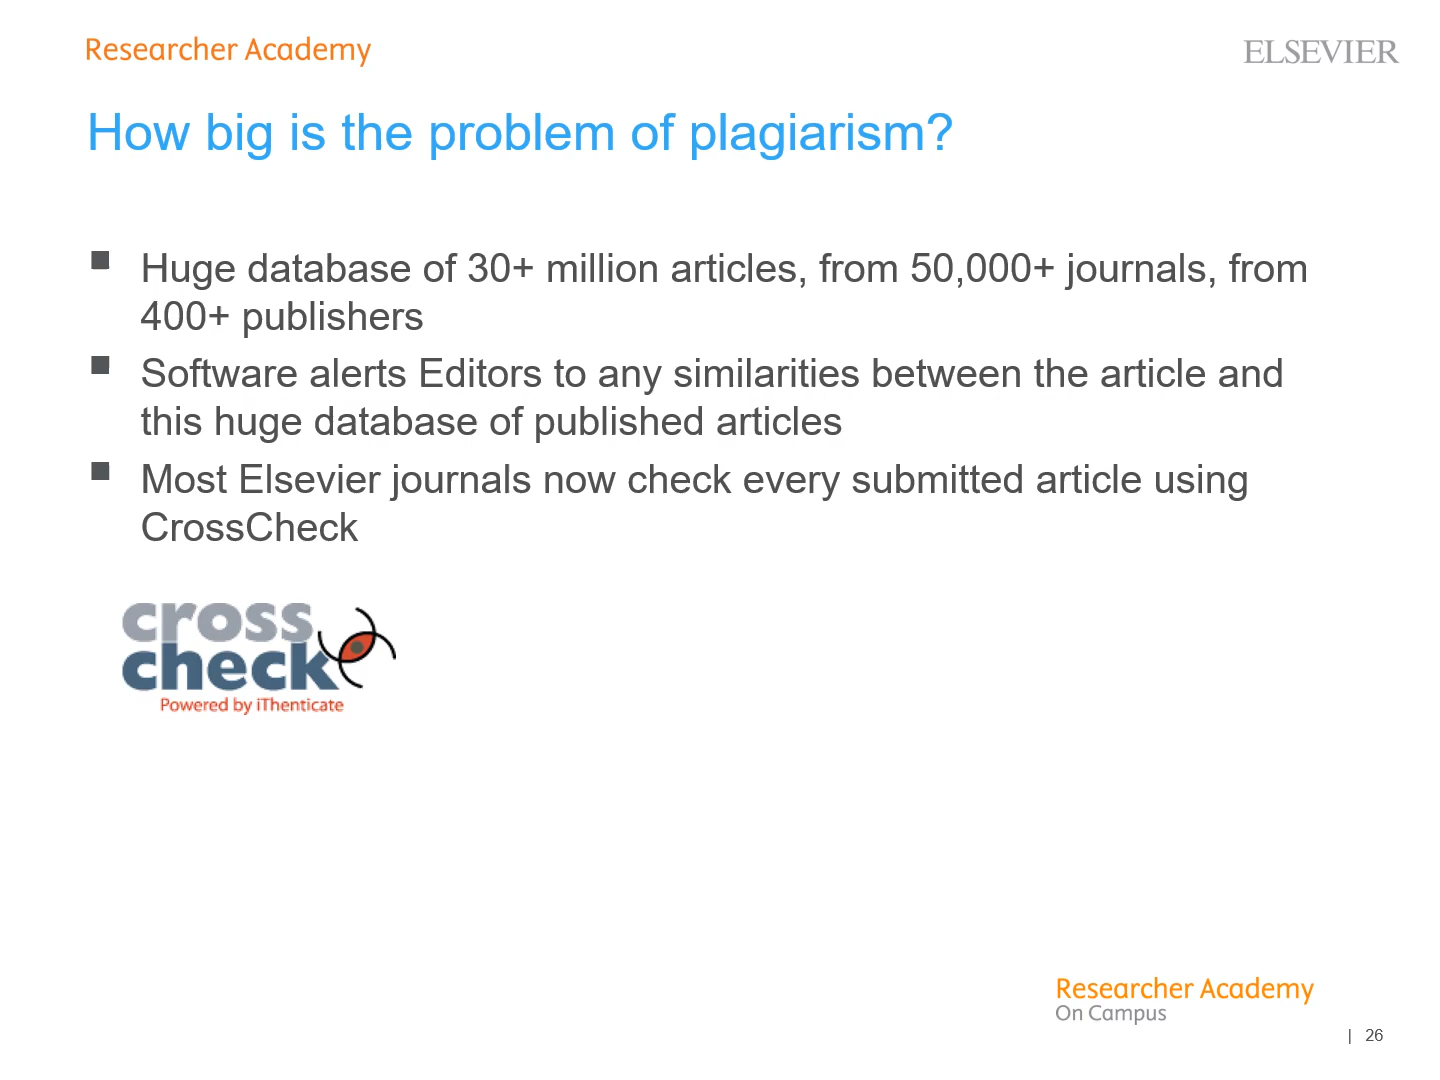 Researcher Academy
ELSEVIER
How big is the problem of plagiarism?
Huge database of 30+ million articles, from 50,000+ journals, from
400+ publishers
Software alerts Editors to any similarities between the article and
this huge database of published articles
Most Elsevier journals now check every submitted article using
CrossCheck
cross
check
Powered by iThenticate
Researcher Academy
On Campus
| 26